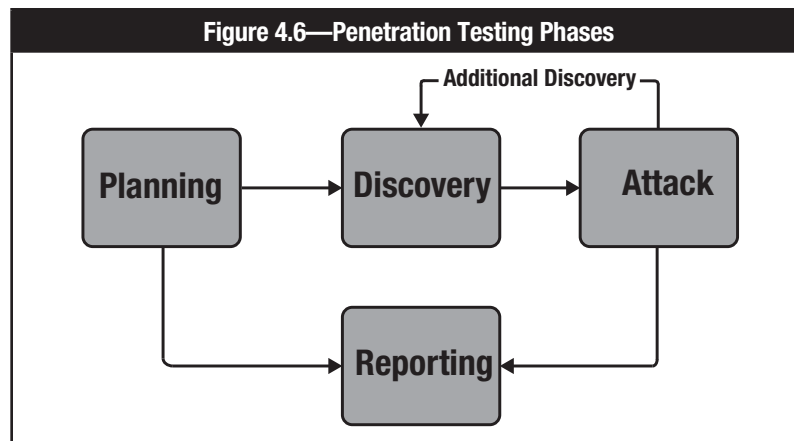 Figure 4.6—Penetration Testing Phases
Additional Discovery
Planning
Discovery
Attack
Reporting